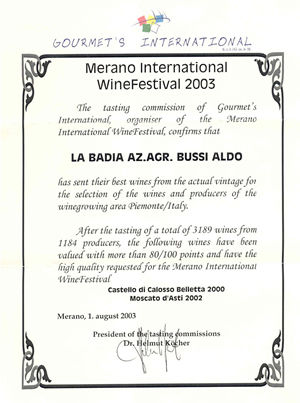 GOURMET'S INTERNATIONAL
Merano International
WineFestival 2003
The tasting commission of Gourmet's
International, organiser of the Merano
International WineFestival, confirms that
LA BADIA AZ.AGR. BUSSI ALDO
has sent their best wines from the actual vintage for
the selection of the wines and producers of the
winegrowing area Piemonte/Italy.
After the tasting of a total of 3189 wines from
1184 producers, the following wines have been
valued with more than 80/100 points and have
the high quality requested for the Merano International
WineFestival
Castello di Calosso Belletta 2000
Moscato d'Asti 2002
Merano, 1. august 2003
President of the tasting commissions
Dr. Helmut Köcher